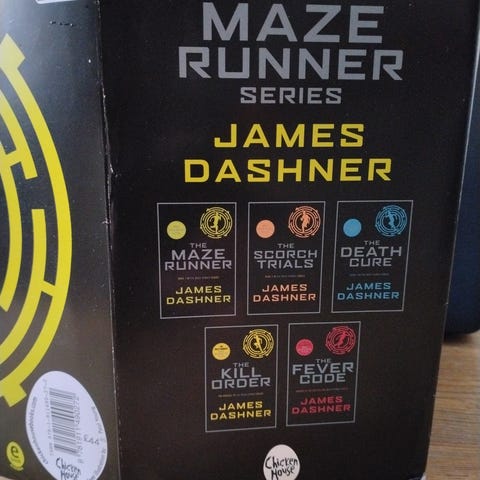 MAZE
RUNNER
SERIES
JAMES
DASHNER
THE
MAZE
RUNNER
JAMES
DASHNER
THE
SCORCH
TRIALS
JAMES
DASHNER
THE
DEATH
CURE
JAMES
DASHNER
THE
KILL
ORDER
JAMES
DASHNER
THE
FEVER
CODE
JAMES
DASHNER
Chicken
House
Chicken
House
e
£44